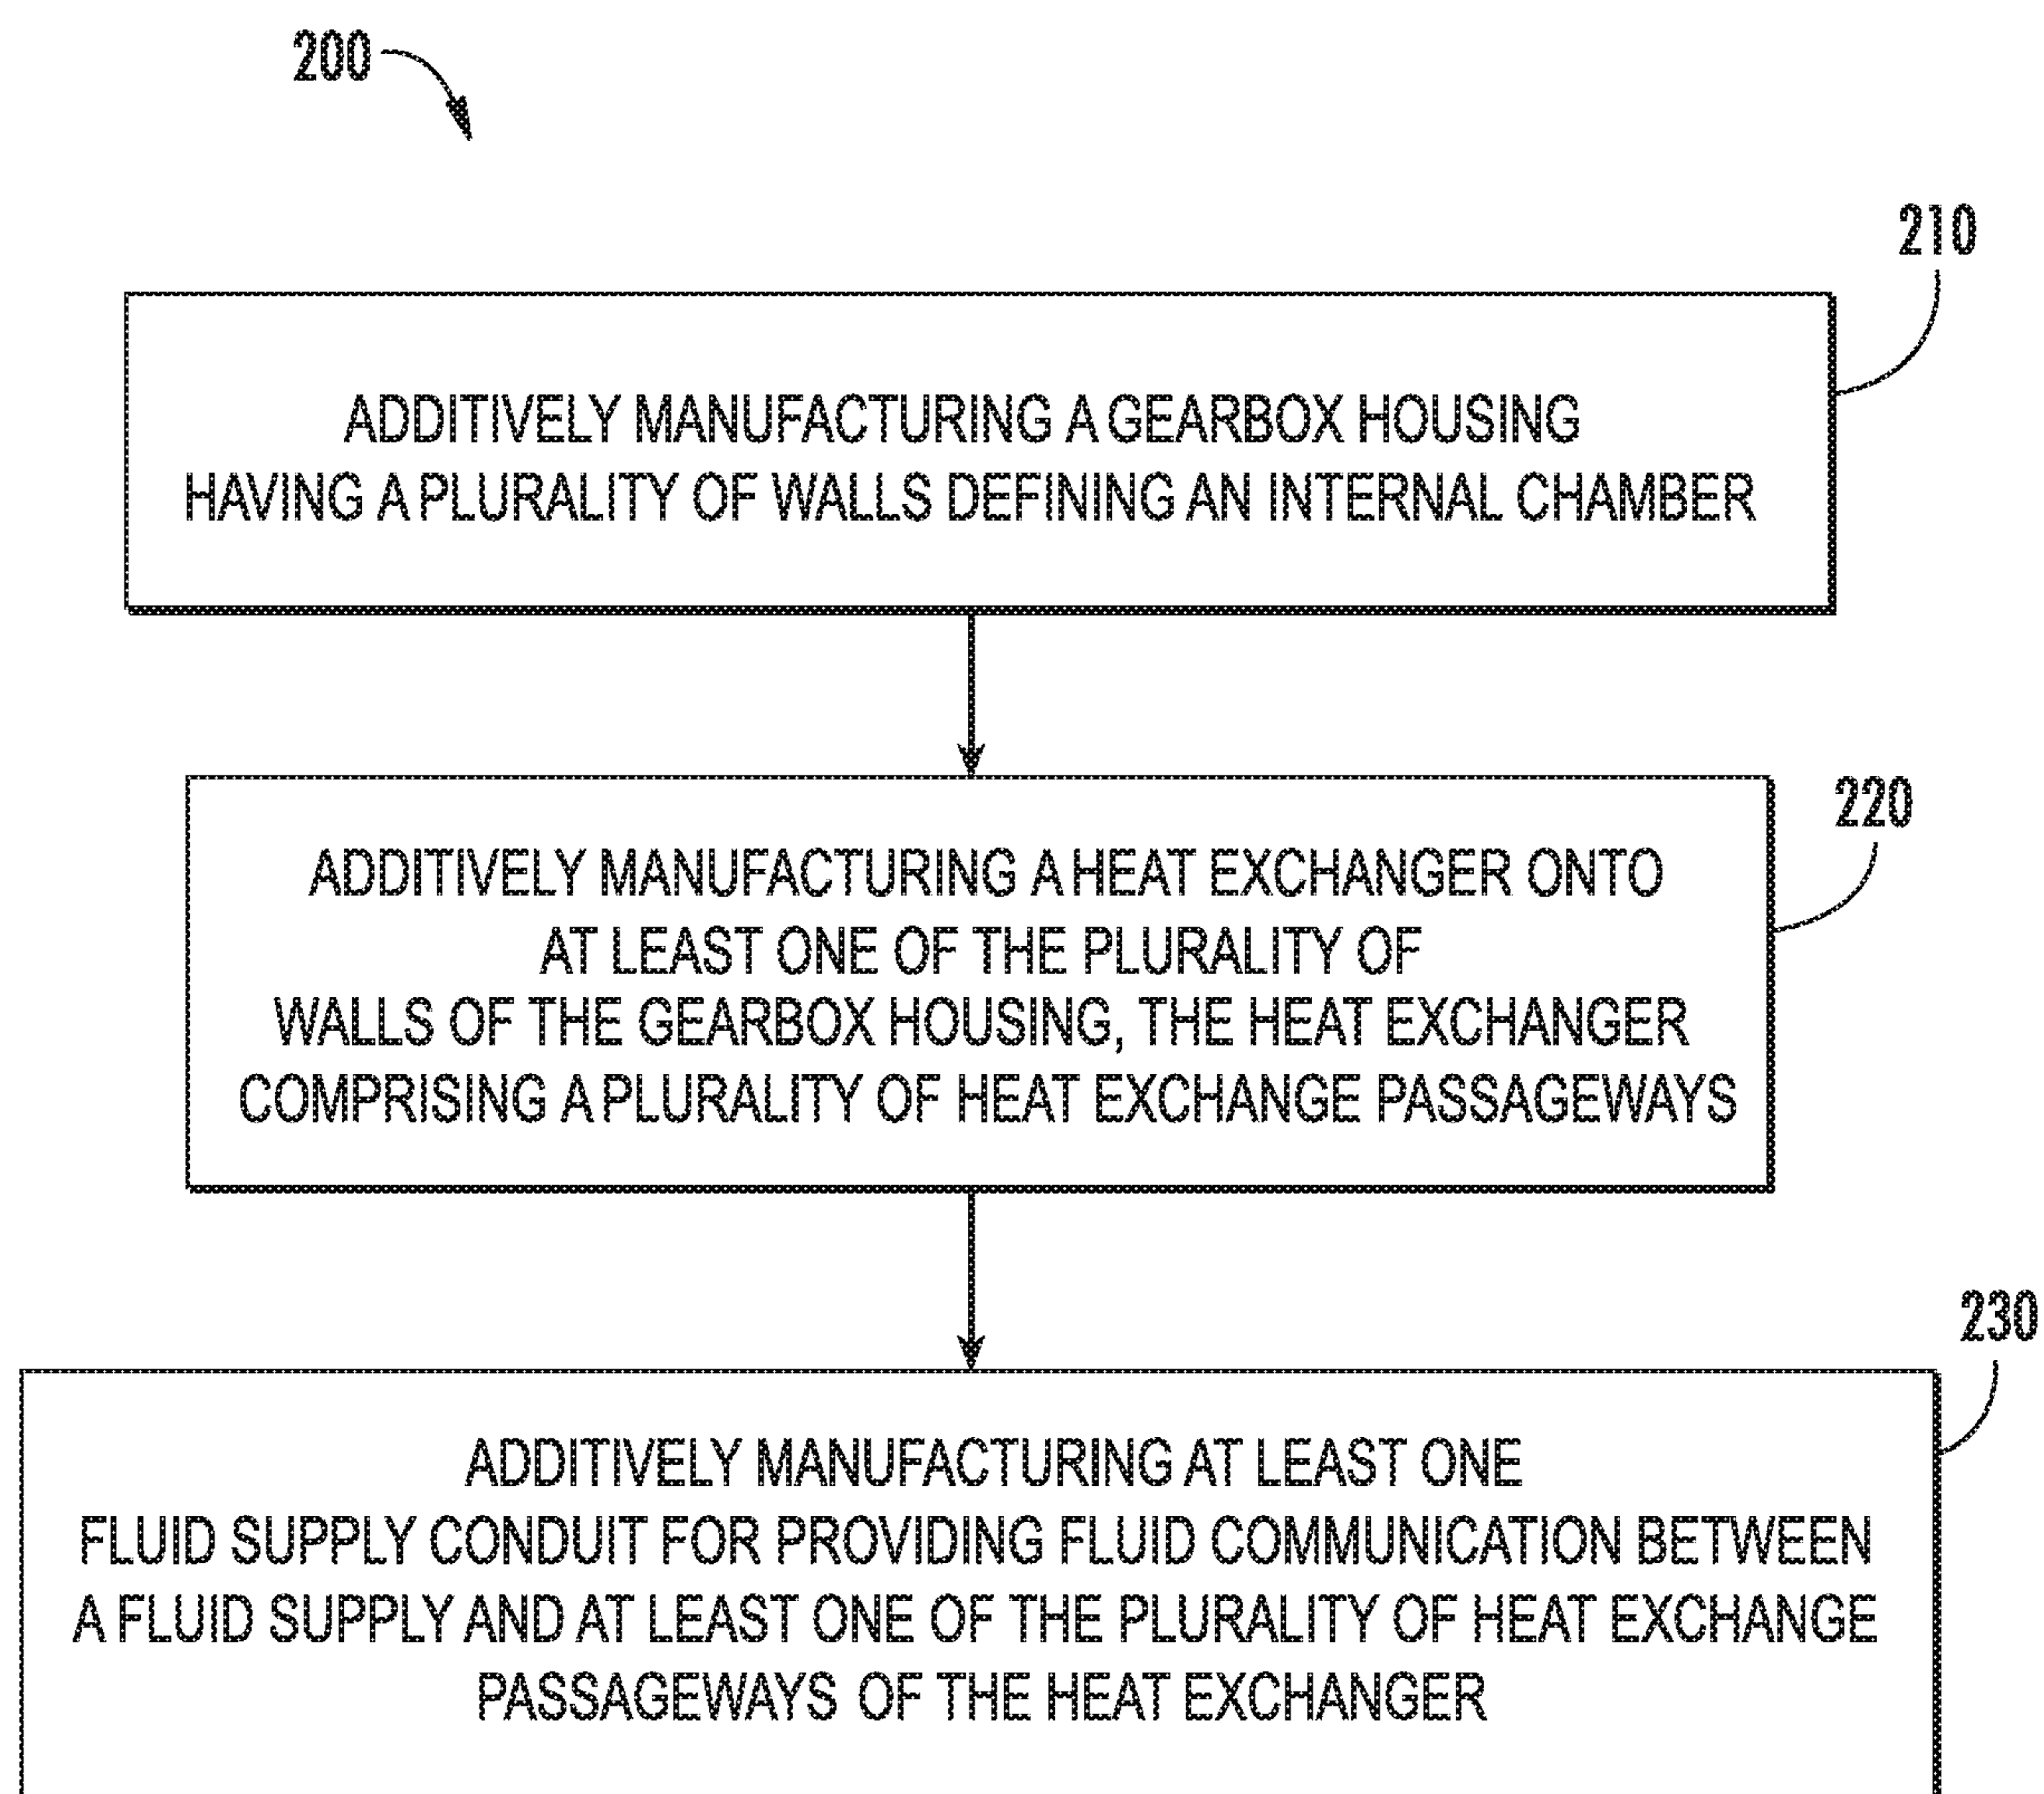 200
210
ADDITIVELY MANUFACTURING A GEARBOX HOUSING
HAVING A PLURALITY OF WALLS DEFINING AN INTERNAL CHAMBER
220
ADDITIVELY MANUFACTURING A HEAT EXCHANGER ONTO
AT LEAST ONE OF THE PLURALITY OF
WALLS OF THE GEARBOX HOUSING, THE HEAT EXCHANGER
COMPRISING A PLURALITY OF HEAT EXCHANGE PASSAGEWAYS
230
ADDITIVELY MANUFACTURING AT LEAST ONE
FLUID SUPPLY CONDUIT FOR PROVIDING FLUID COMMUNICATION BETWEEN
A FLUID SUPPLY AND AT LEAST ONE OF THE PLURALITY OF HEAT EXCHANGE
PASSAGEWAYS OF THE HEAT EXCHANGER